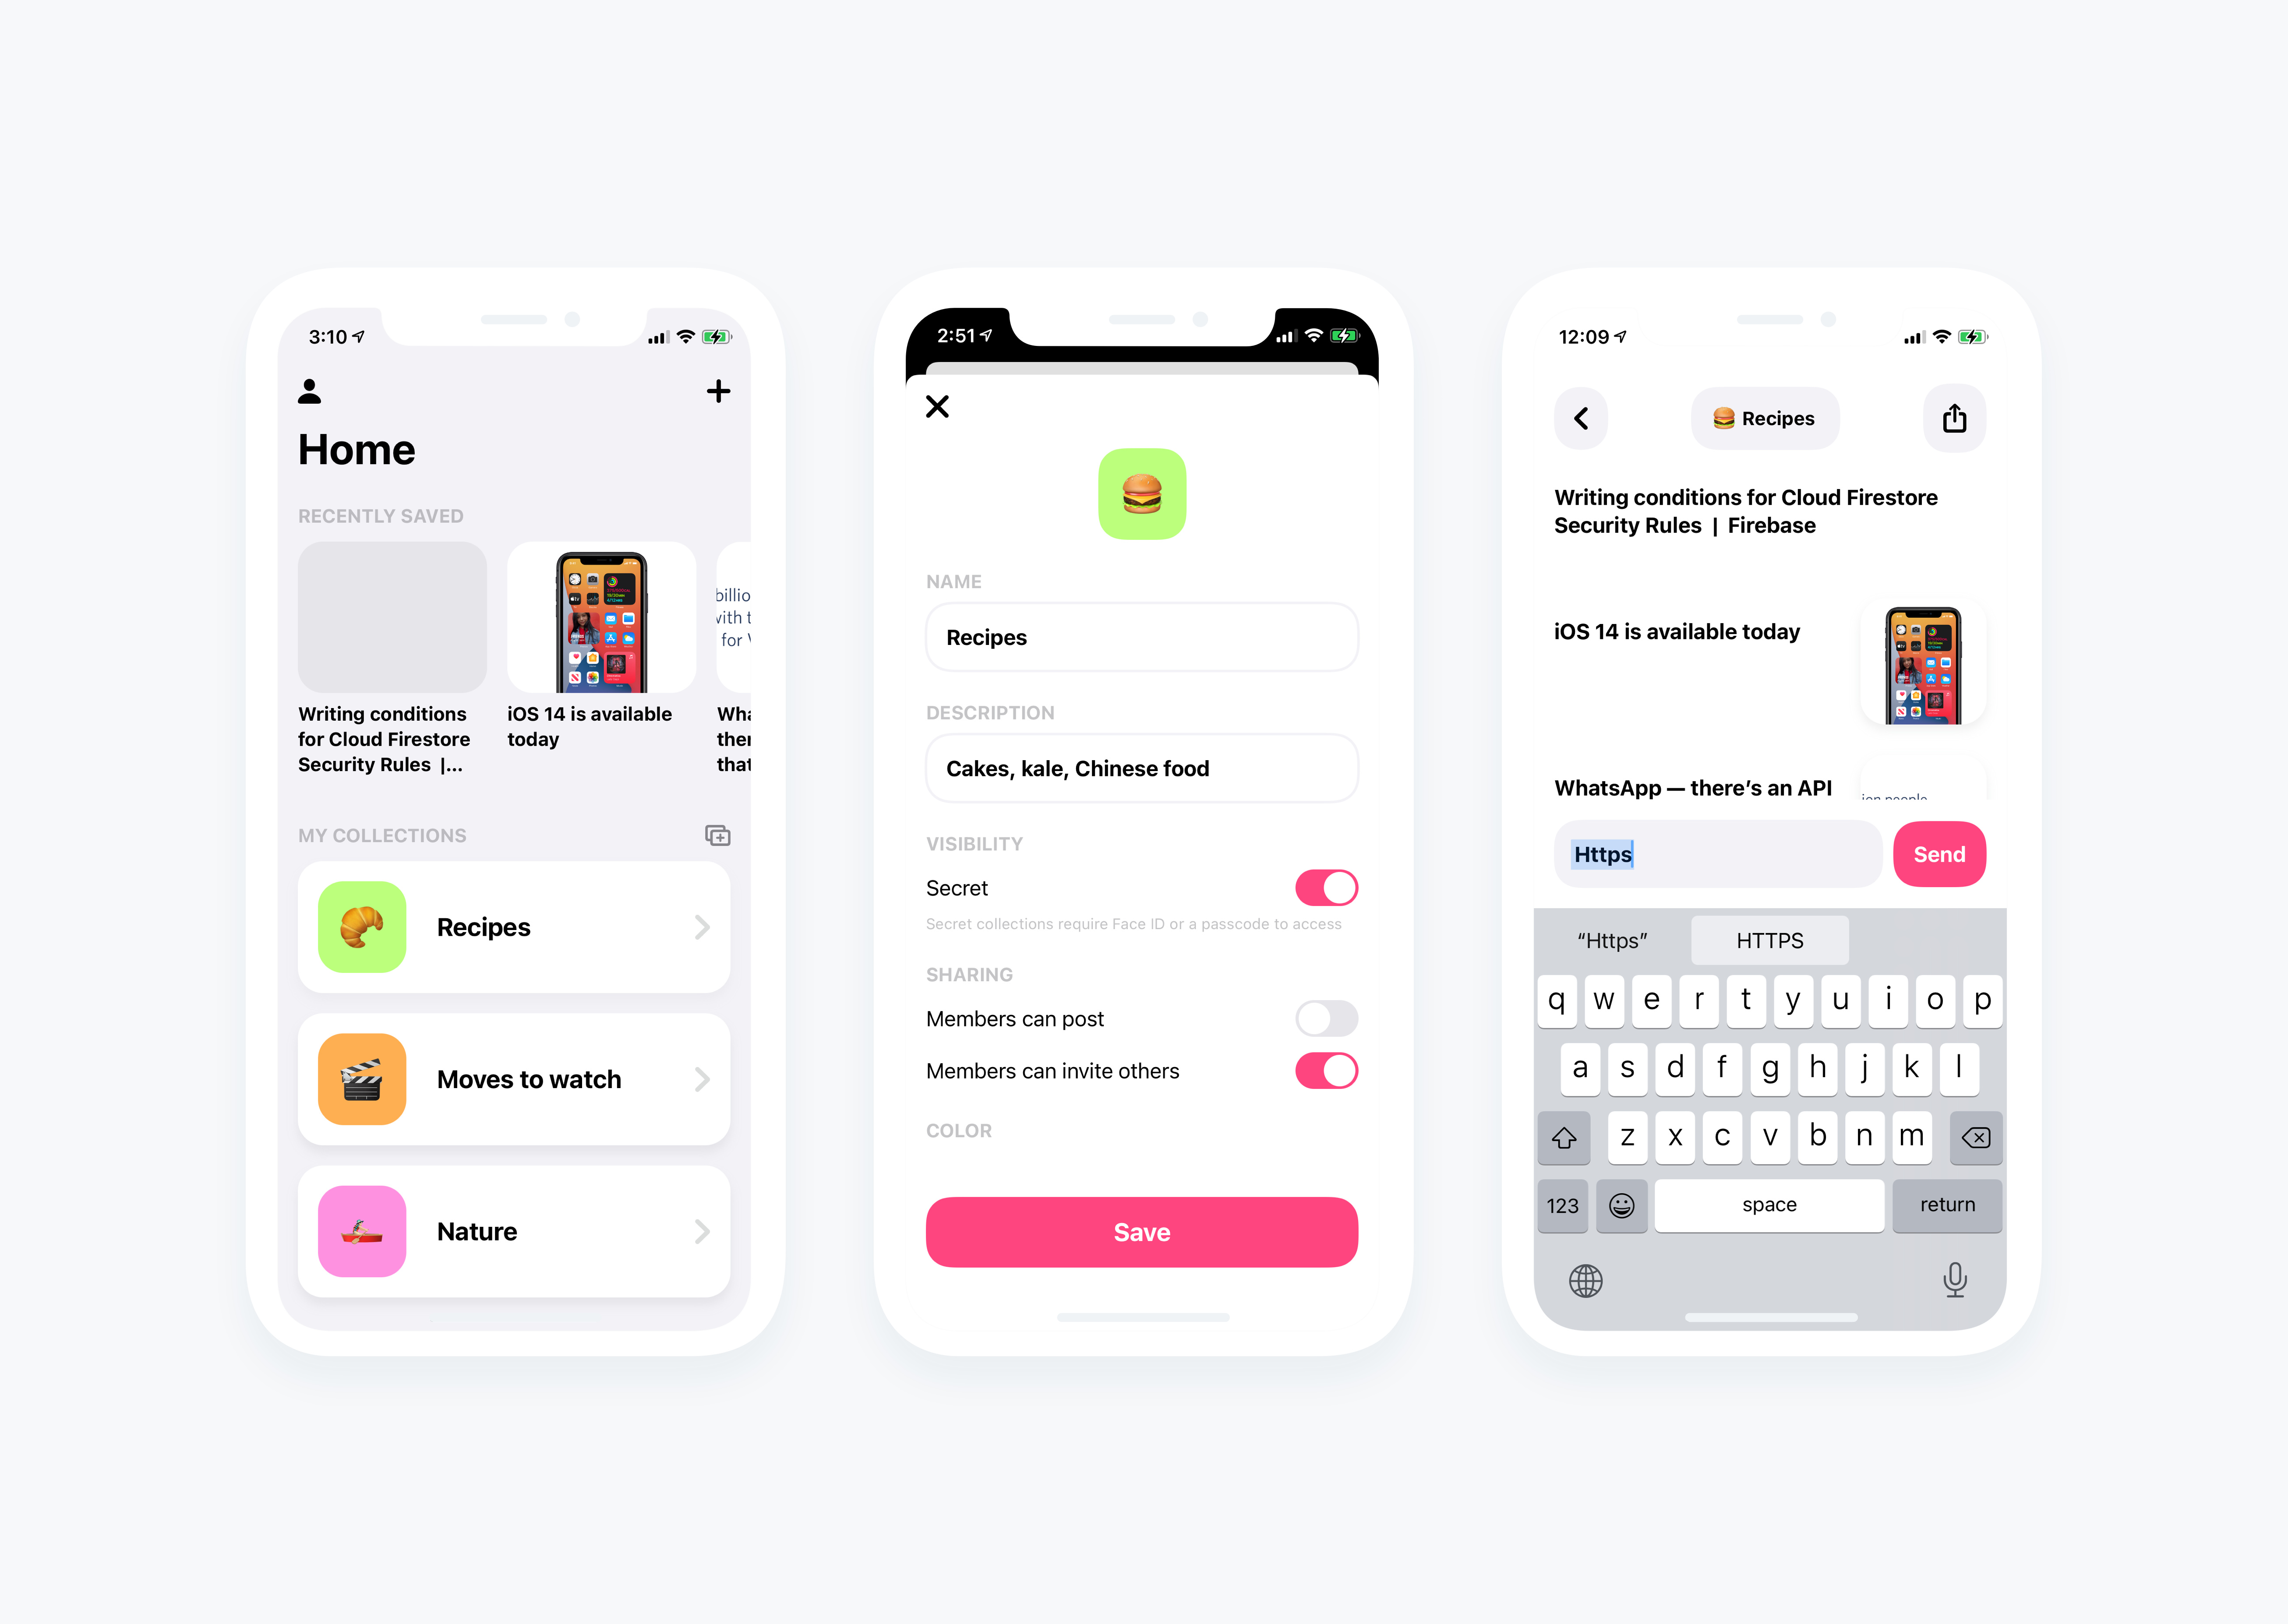 3:10
Home
RECENTLY SAVED
billio
with t
for
Writing conditions
for Cloud Firestore
Security Rules |...
iOS 14 is available
today
Wha
ther
that
MY COLLECTIONS
Recipes
Moves to watch
Nature
2:51
NAME
Recipes
DESCRIPTION
Cakes, kale, Chinese food
VISIBILITY
Secret
Secret collections require Face ID or a passcode to access
SHARING
Members can post
Members can invite others
COLOR
Save
12:09
Recipes
Writing conditions for Cloud Firestore
Security Rules | Firebase
iOS 14 is available today
WhatsApp — there’s an API
ion people
Https
Send
“Https”
HTTPS
q w e r t y u i o p
a s d f g h j k l
z x c v b n m
123
space
return